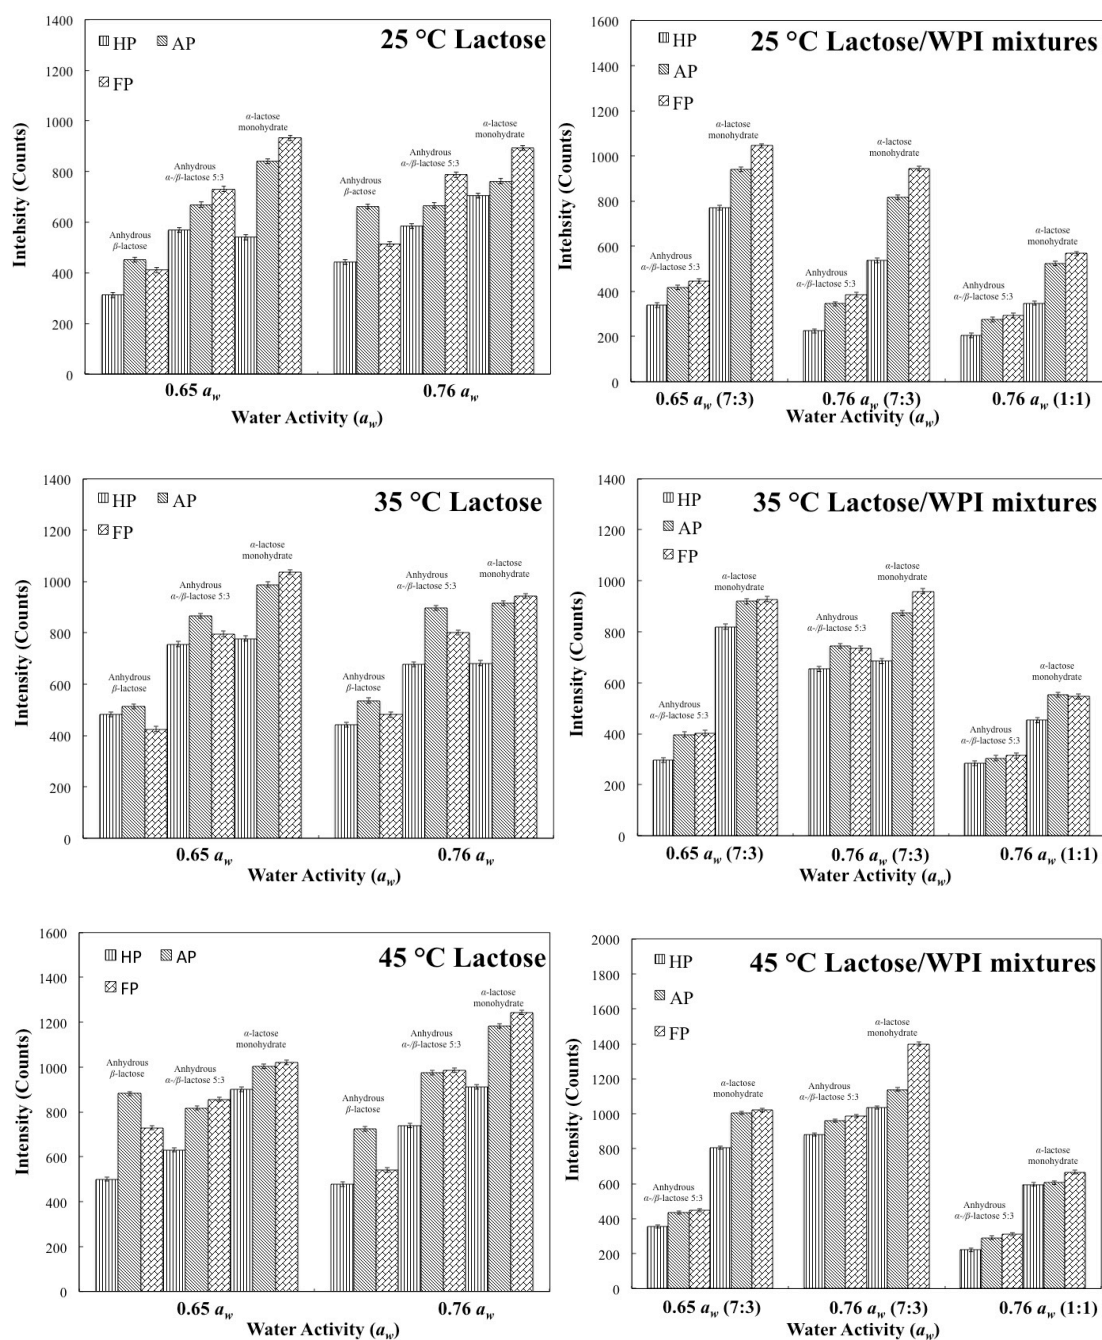 25 °C Lactose
HP AP
FP
Intehsity (Counts)
1400
1200
1000
800
600
400
200
0
Anhydrous
β-lactose
Anhydrous
α-/β-lactose 5:3
α-lactose
monohydrate
Anhydrous
β-actose
Anhydrous
α-/β-lactose 5:3
α-lactose
monohydrate
0.65 aw 0.76 aw
Water Activity (aw)
25 °C Lactose/WPI mixtures
HP
AP
FP
Intehsity (Counts)
1600
1400
1200
1000
800
600
400
200
0
Anhydrous
α-/β-lactose 5:3
α-lactose
monohydrate
Anhydrous
α-/β-lactose 5:3
α-lactose
monohydrate
Anhydrous
α-/β-lactose 5:3
α-lactose
monohydrate
0.65 aw (7:3) 0.76 aw (7:3) 0.76 aw (1:1)
Water Activity (aw)
35 °C Lactose
HP AP
FP
Intensity (Counts)
1400
1200
1000
800
600
400
200
0
Anhydrous
β-lactose
Anhydrous
α-/β-lactose 5:3
α-lactose
monohydrate
Anhydrous
β-lactose
Anhydrous
α-/β-lactose 5:3
α-lactose
monohydrate
0.65 aw 0.76 aw
Water Activity (aw)
35 °C Lactose/WPI mixtures
HP
AP
FP
Intensity (Counts)
1400
1200
1000
800
600
400
200
0
Anhydrous
α-/β-lactose 5:3
α-lactose
monohydrate
Anhydrous
α-/β-lactose 5:3
α-lactose
monohydrate
Anhydrous
α-/β-lactose 5:3
α-lactose
monohydrate
0.65 aw (7:3) 0.76 aw (7:3) 0.76 aw (1:1)
Water Activity (aw)
45 °C Lactose
HP AP
FP
Intensity (Counts)
1600
1400
1200
1000
800
600
400
200
0
Anhydrous
β-lactose
Anhydrous
α-/β-lactose 5:3
α-lactose
monohydrate
Anhydrous
β-lactose
Anhydrous
α-/β-lactose 5:3
α-lactose
monohydrate
0.65 aw 0.76 aw
Water Activity (aw)
45 °C Lactose/WPI mixtures
HP
AP
FP
Intensity (Counts)
2000
1800
1600
1400
1200
1000
800
600
400
200
0
Anhydrous
α-/β-lactose 5:3
α-lactose
monohydrate
Anhydrous
α-/β-lactose 5:3
α-lactose
monohydrate
Anhydrous
α-/β-lactose 5:3
α-lactose
monohydrate
0.65 aw (7:3) 0.76 aw (7:3) 0.76 aw (1:1)
Water Activity (aw)